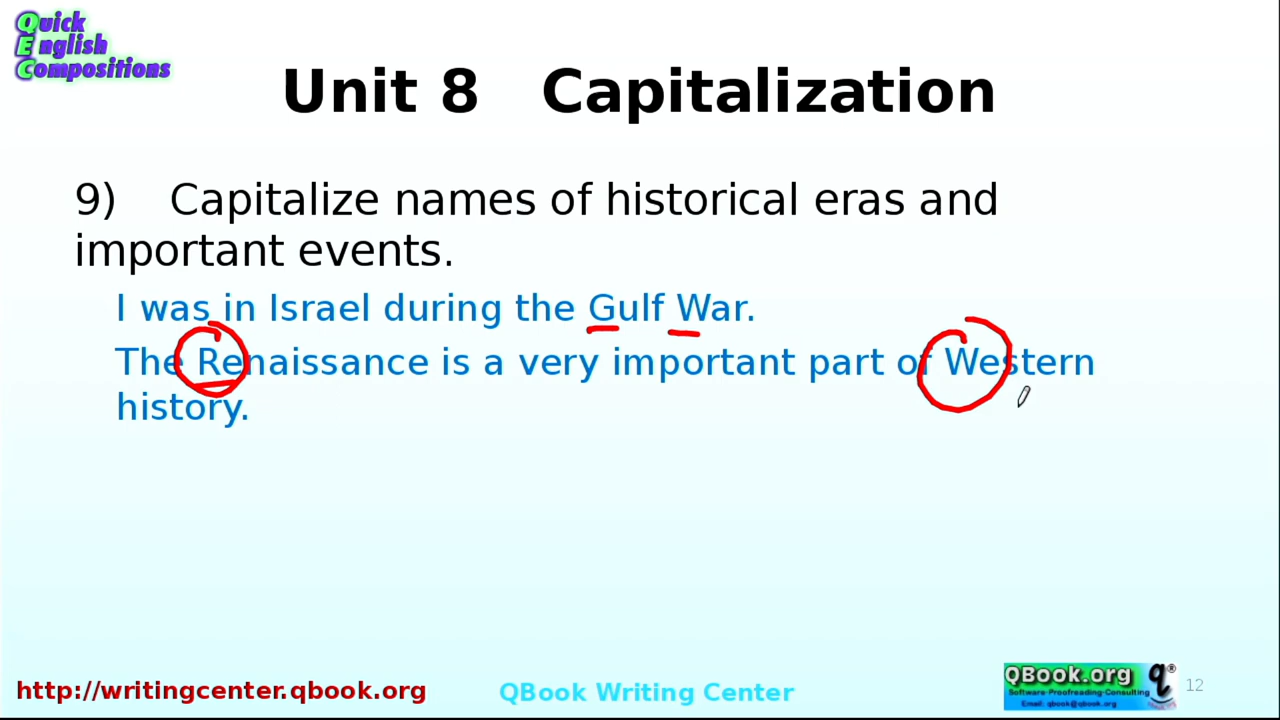 Quick
English
Compositions
Unit 8 Capitalization
9) Capitalize names of historical eras and
important events.
I was in Israel during the Gulf War.
The Renaissance is a very important part of Western
history.
http://writingcenter.qbook.org
QBook Writing Center
QBook.org
Software-Proofreading-Consulting
Email: qbook@qbook.org
q®
12